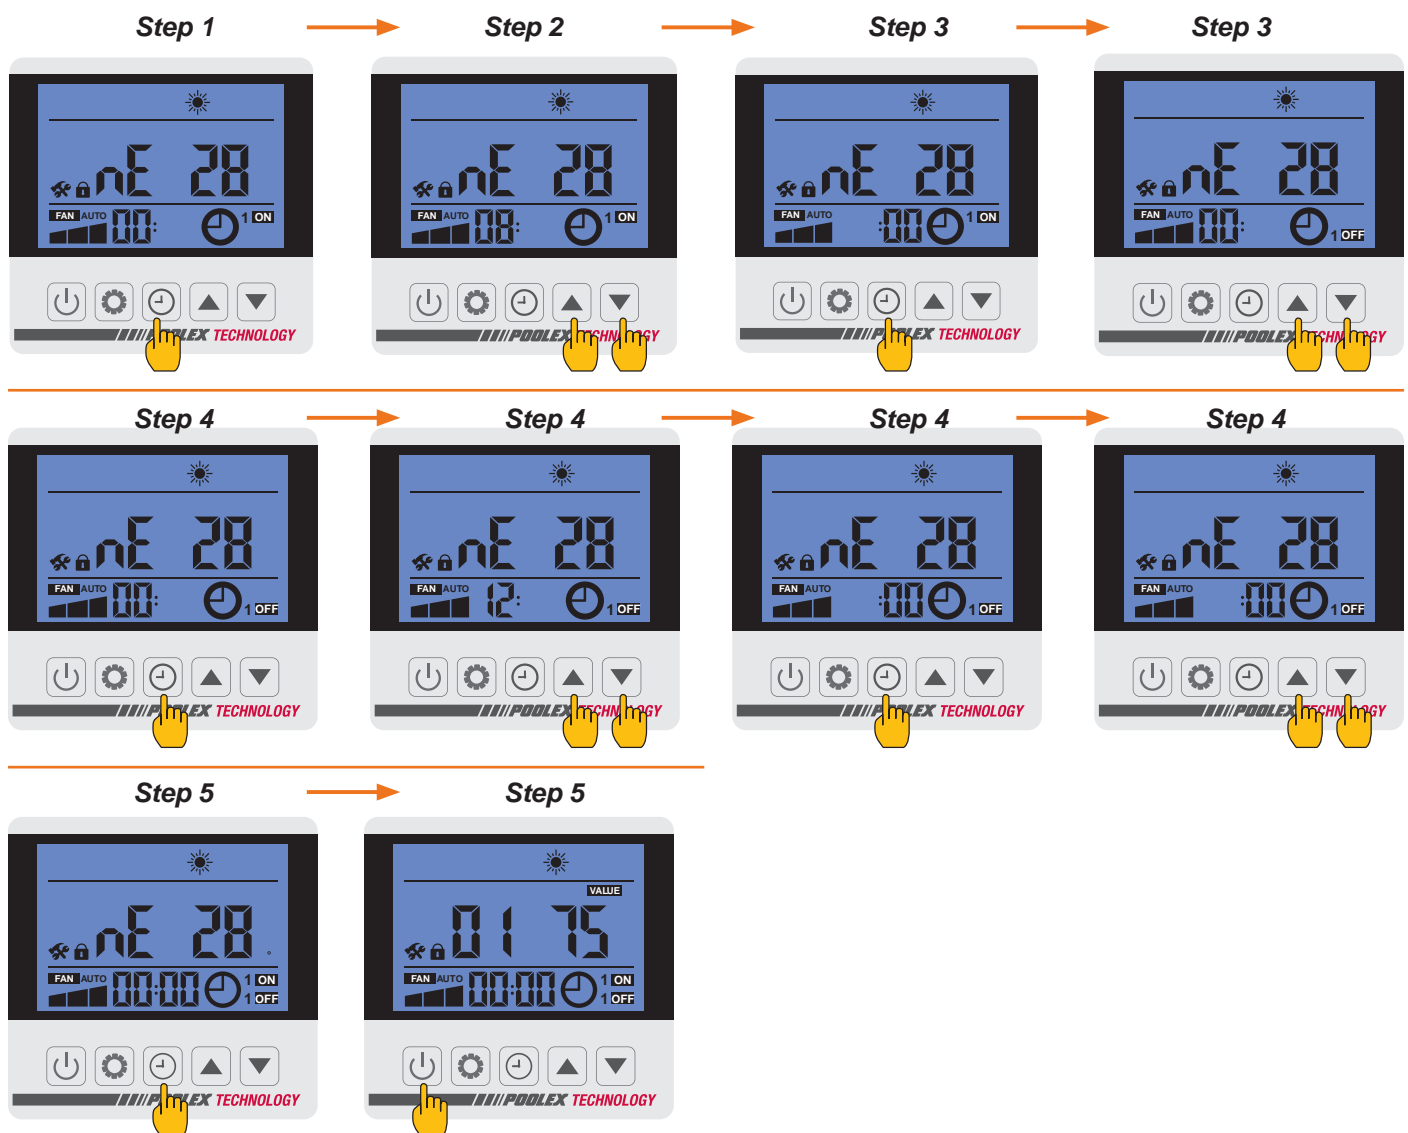 Step 1
Step 2
Step 3
Step 3
nE 28
FAN AUTO
00:
1 ON
TECHNOLOGY
nE 28
FAN AUTO
08:
1 ON
nE 28
FAN AUTO
:00
1 ON
TECHNOLOGY
nE 28
FAN AUTO
00:
1 OFF
Step 4
Step 4
Step 4
Step 4
nE 28
FAN AUTO
00:
1 OFF
TECHNOLOGY
nE 28
FAN AUTO
12:
1 OFF
nE 28
FAN AUTO
:00
1 OFF
TECHNOLOGY
nE 28
FAN AUTO
:00
1 OFF
Step 5
Step 5
nE 28
FAN AUTO
00:00
1 ON
1 OFF
TECHNOLOGY
VALUE
01 75
FAN AUTO
00:00
1 ON
1 OFF
POOLEX TECHNOLOGY